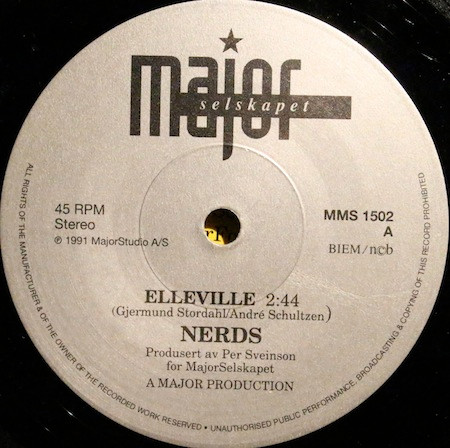 major
selskapet
45 RPM
Stereo
℗ 1991 MajorStudio A/S
MMS 1502
A
BIEM/ncb
ELLEVILLE 2:44
(Gjermund Stordahl/André Schultzen)
NERDS
Produsert av Per Sveinson
for MajorSelskapet
A MAJOR PRODUCTION
ALL RIGHTS OF THE MANUFACTURER & OF THE OWNER OF THE RECORDED WORK RESERVED • UNAUTHORISED PUBLIC PERFORMANCE, BROADCASTING & COPYING OF THIS RECORD PROHIBITED